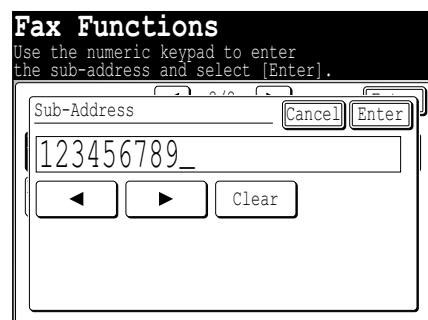 Fax Functions
Use the numeric keypad to enter
the sub-address and select [Enter].
Sub-Address
Cancel
Enter
123456789_
◄ ► Clear